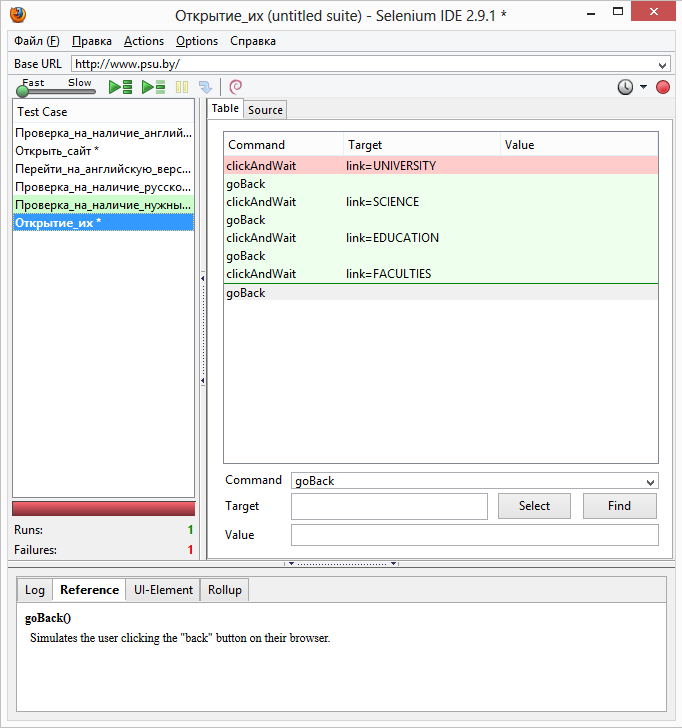 Открытие_их (untitled suite) - Selenium IDE 2.9.1 *
Файл (F) Правка Actions Options Справка
Base URL http://www.psu.by/
Fast Slow
Test Case
Проверка_на_наличие_англий...
Открыть_сайт *
Перейти_на_английскую_верс...
Проверка_на_наличие_русско...
Проверка_на_наличие_нужны...
Открытие_их *
Runs: 1
Failures: 1
Table Source
Command Target Value
clickAndWait link=UNIVERSITY
goBack
clickAndWait link=SCIENCE
goBack
clickAndWait link=EDUCATION
goBack
clickAndWait link=FACULTIES
goBack
Command goBack
Target Select Find
Value
Log Reference UI-Element Rollup
goBack()
Simulates the user clicking the "back" button on their browser.